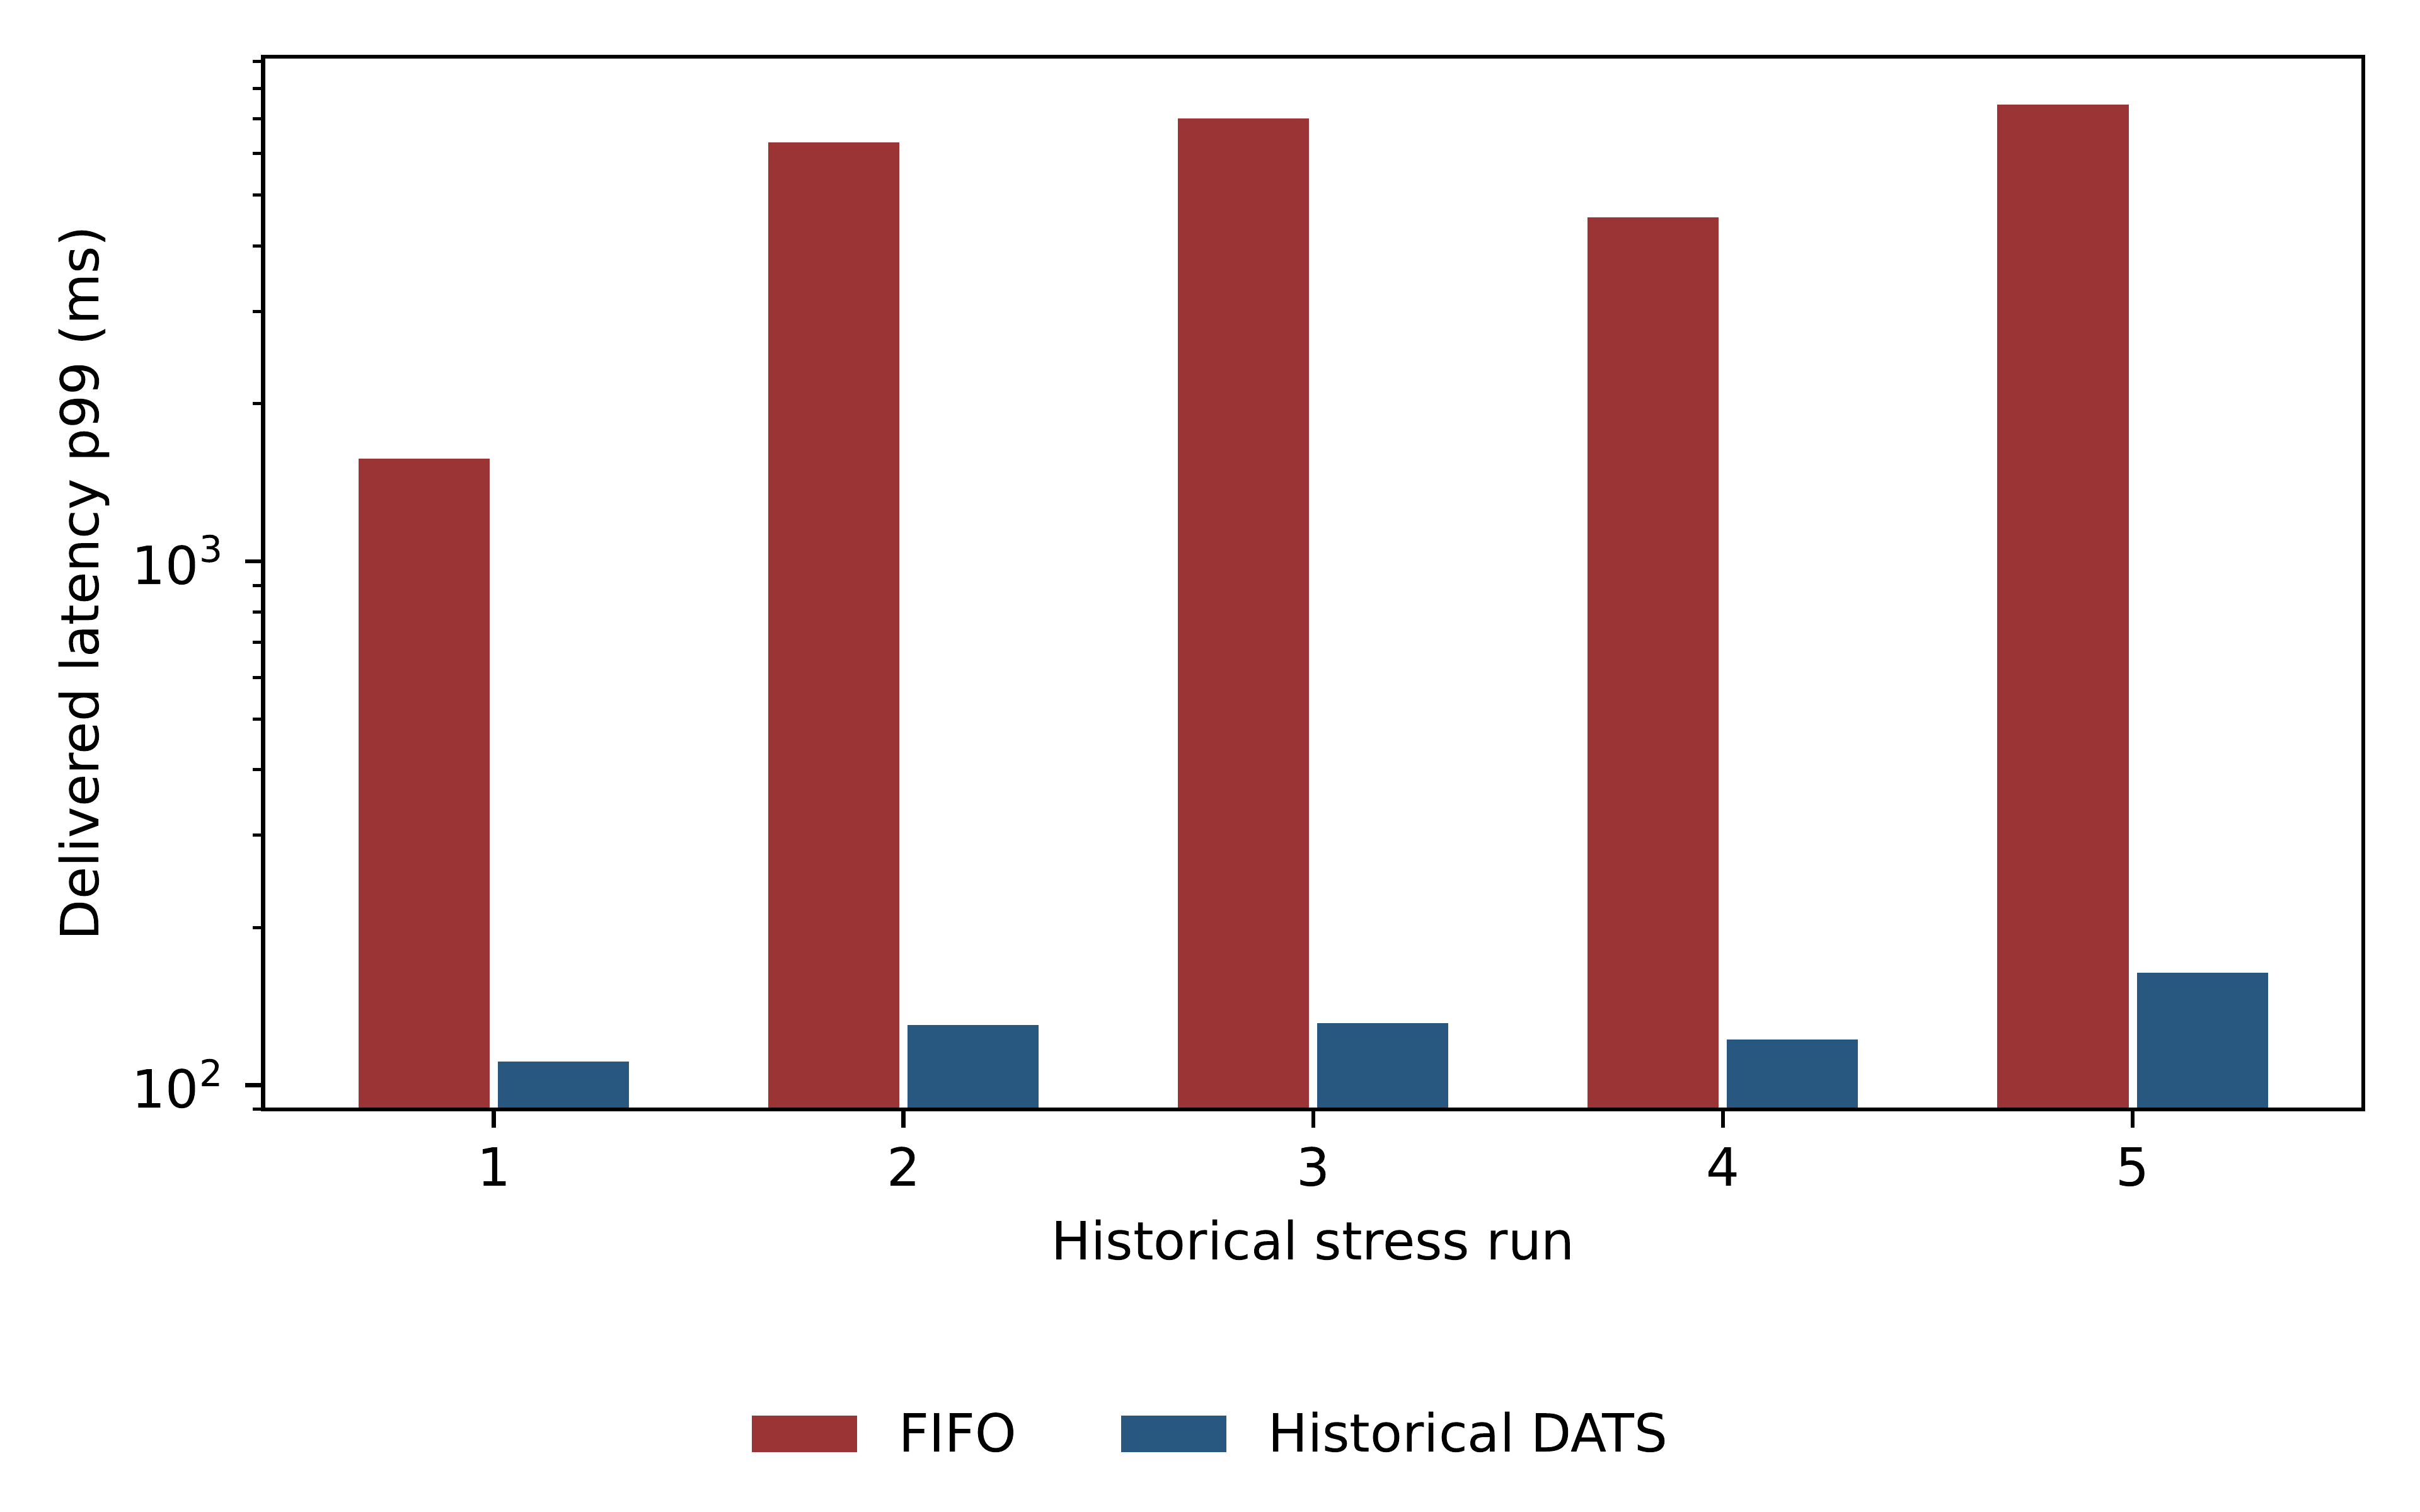 Delivered latency p99 (ms)
10³
10²
1 2 3 4 5
Historical stress run
FIFO Historical DATS